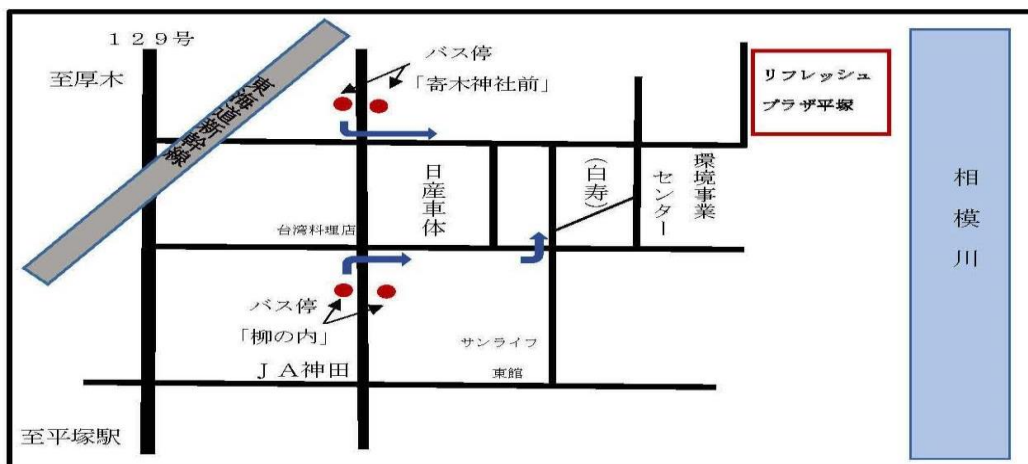 129号
至厚木
東海道新幹線
バス停
「寄木神社前」
リフレッシュ
プラザ平塚
日産車体
(白寿)
環境事業
センター
相模川
台湾料理店
バス停
「柳の内」
サンライフ
東館
JA神田
至平塚駅